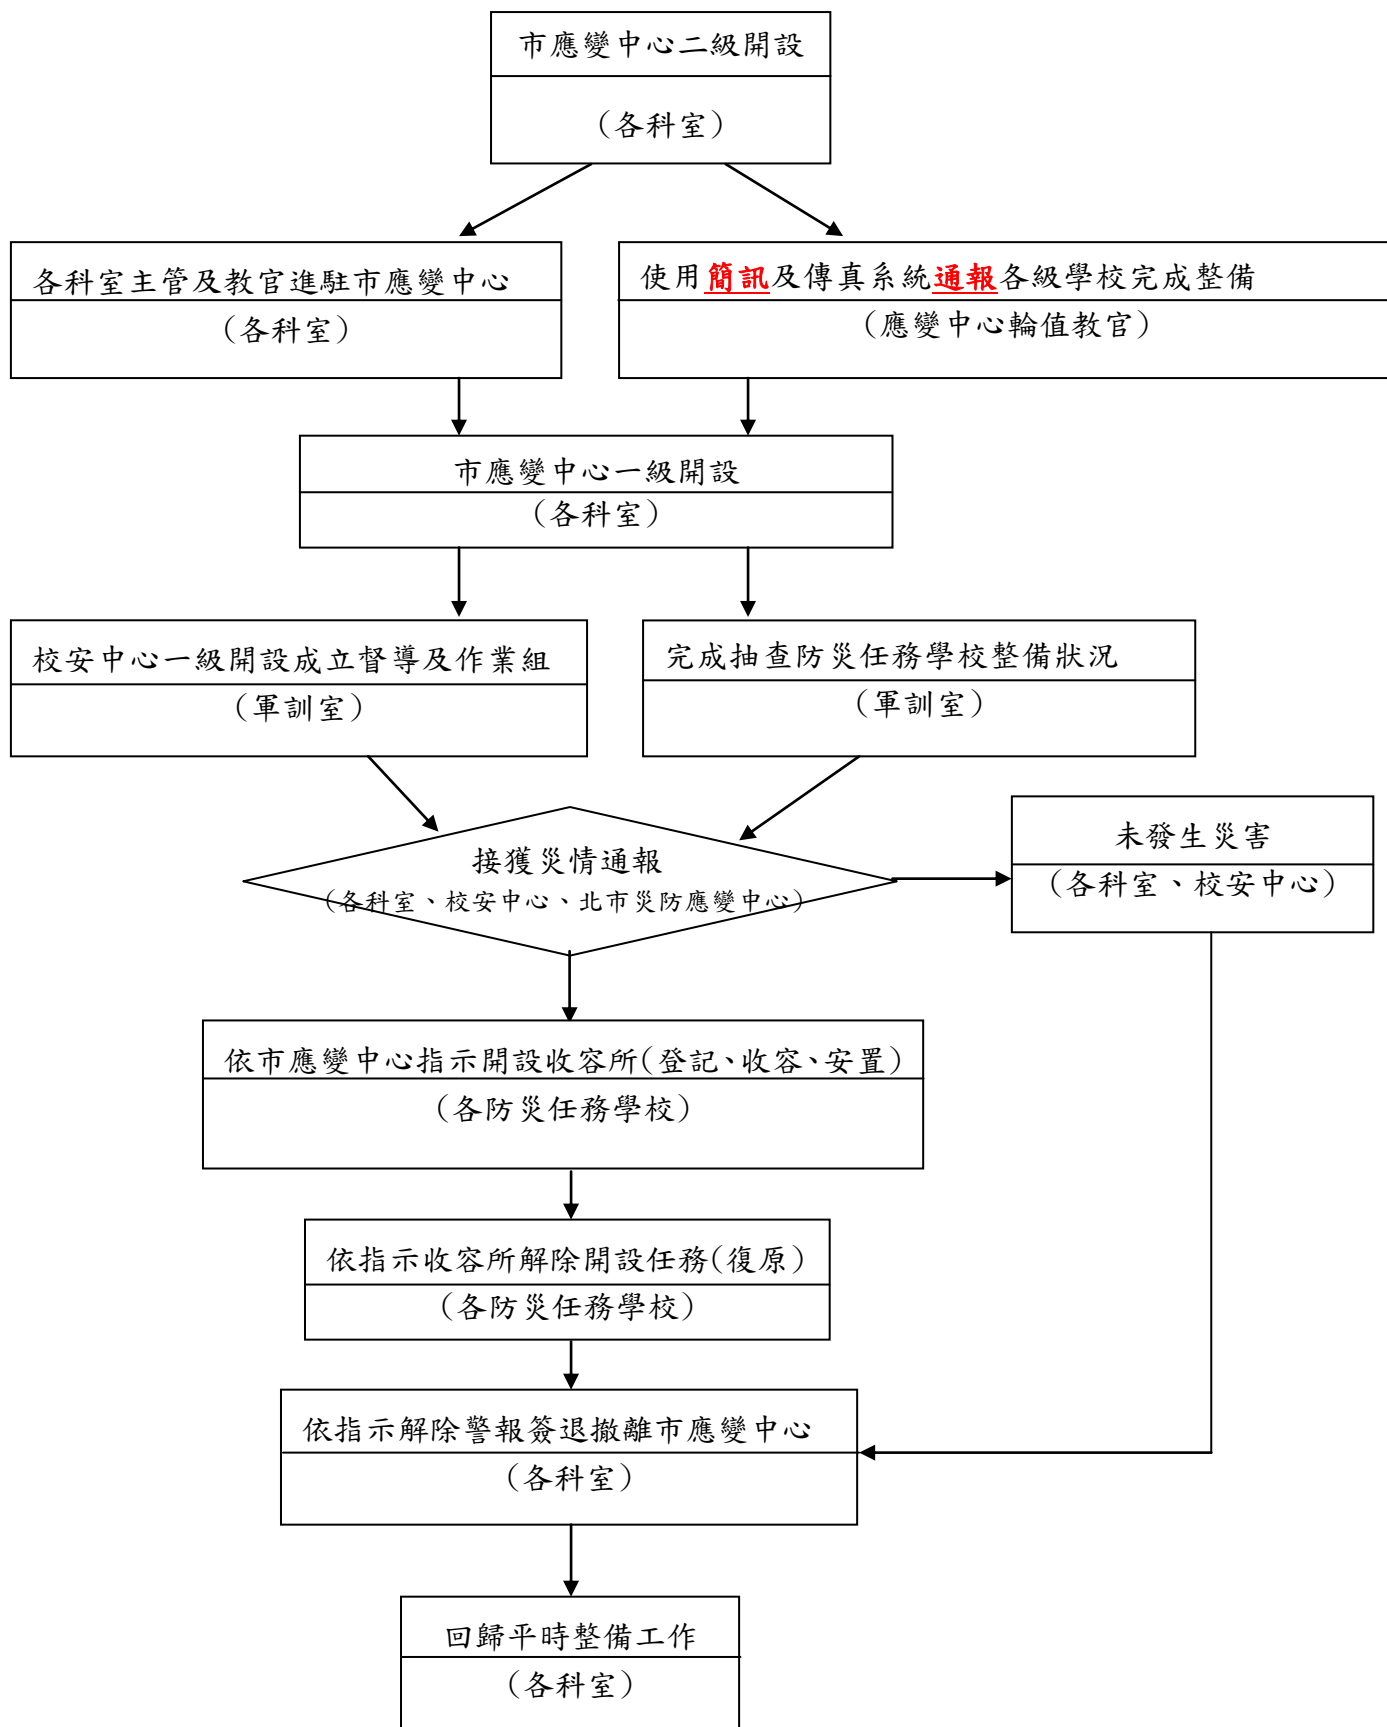 市應變中心二級開設
（各科室）
各科室主管及教官進駐市應變中心
（各科室）
使用簡訊及傳真系統通報各級學校完成整備
（應變中心輪值教官）
市應變中心一級開設
（各科室）
校安中心一級開設成立督導及作業組
（軍訓室）
完成抽查防災任務學校整備狀況
（軍訓室）
接獲災情通報
（各科室、校安中心、北市災防應變中心）
未發生災害
（各科室、校安中心）
依市應變中心指示開設收容所(登記、收容、安置）
（各防災任務學校）
依指示收容所解除開設任務(復原）
（各防災任務學校）
依指示解除警報簽退撤離市應變中心
（各科室）
回歸平時整備工作
（各科室）